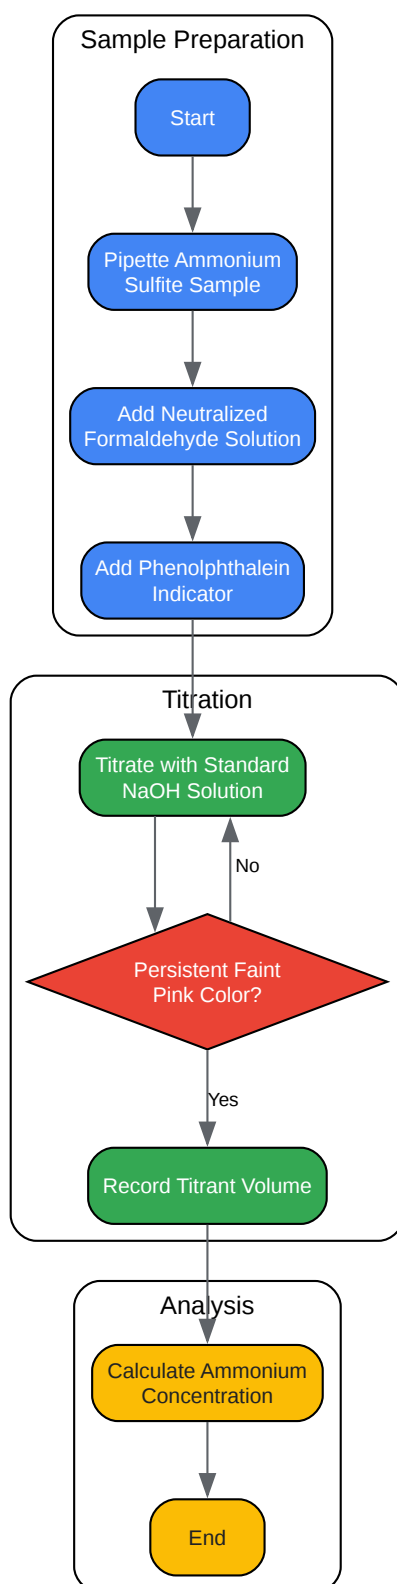 Sample Preparation
Start
Pipette Ammonium
Sulfite Sample
Add Neutralized
Formaldehyde Solution
Add Phenolphthalein
Indicator
Titration
Titrate with Standard
NaOH Solution
No
Persistent Faint
Pink Color?
Yes
Record Titrant Volume
Analysis
Calculate Ammonium
Concentration
End